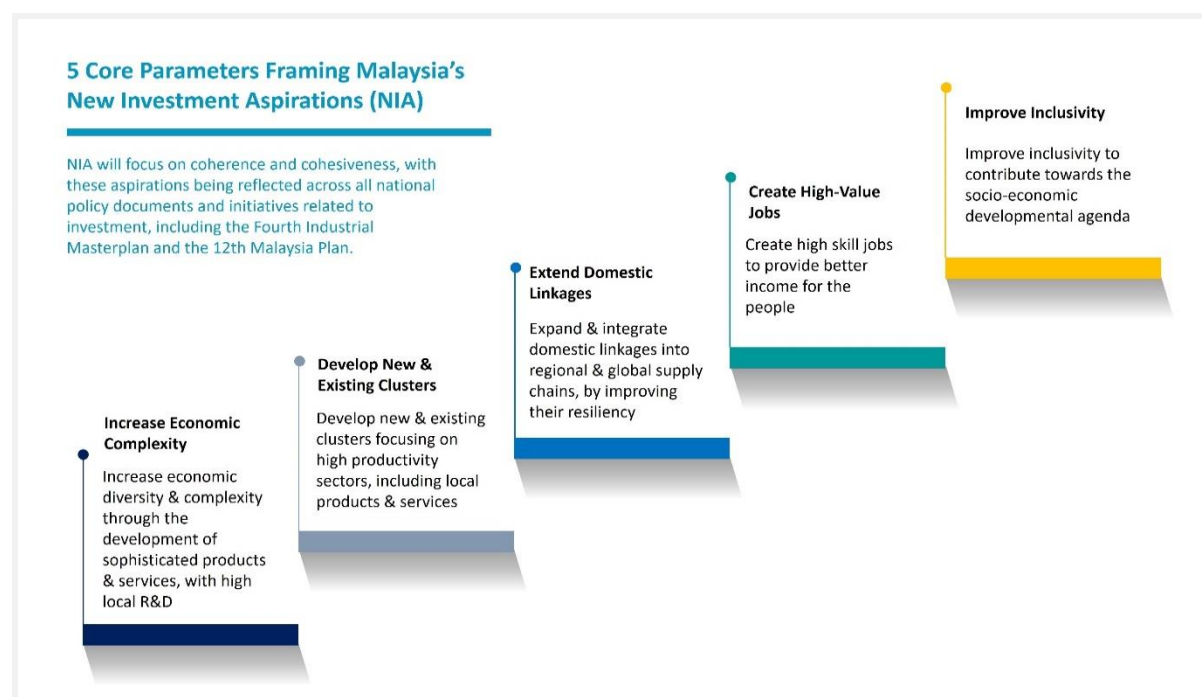 5 Core Parameters Framing Malaysia's
New Investment Aspirations (NIA)
NIA will focus on coherence and cohesiveness, with
these aspirations being reflected across all national
policy documents and initiatives related to
investment, including the Fourth Industrial
Masterplan and the 12th Malaysia Plan.
Increase Economic
Complexity
Increase economic
diversity & complexity
through the
development of
sophisticated products
& services, with high
local R&D
Develop New &
Existing Clusters
Develop new & existing
clusters focusing on
high productivity
sectors, including local
products & services
Extend Domestic
Linkages
Expand & integrate
domestic linkages into
regional & global supply
chains, by improving
their resiliency
Create High-Value
Jobs
Create high skill jobs
to provide better
income for the
people
Improve Inclusivity
Improve inclusivity to
contribute towards the
socio-economic
developmental agenda